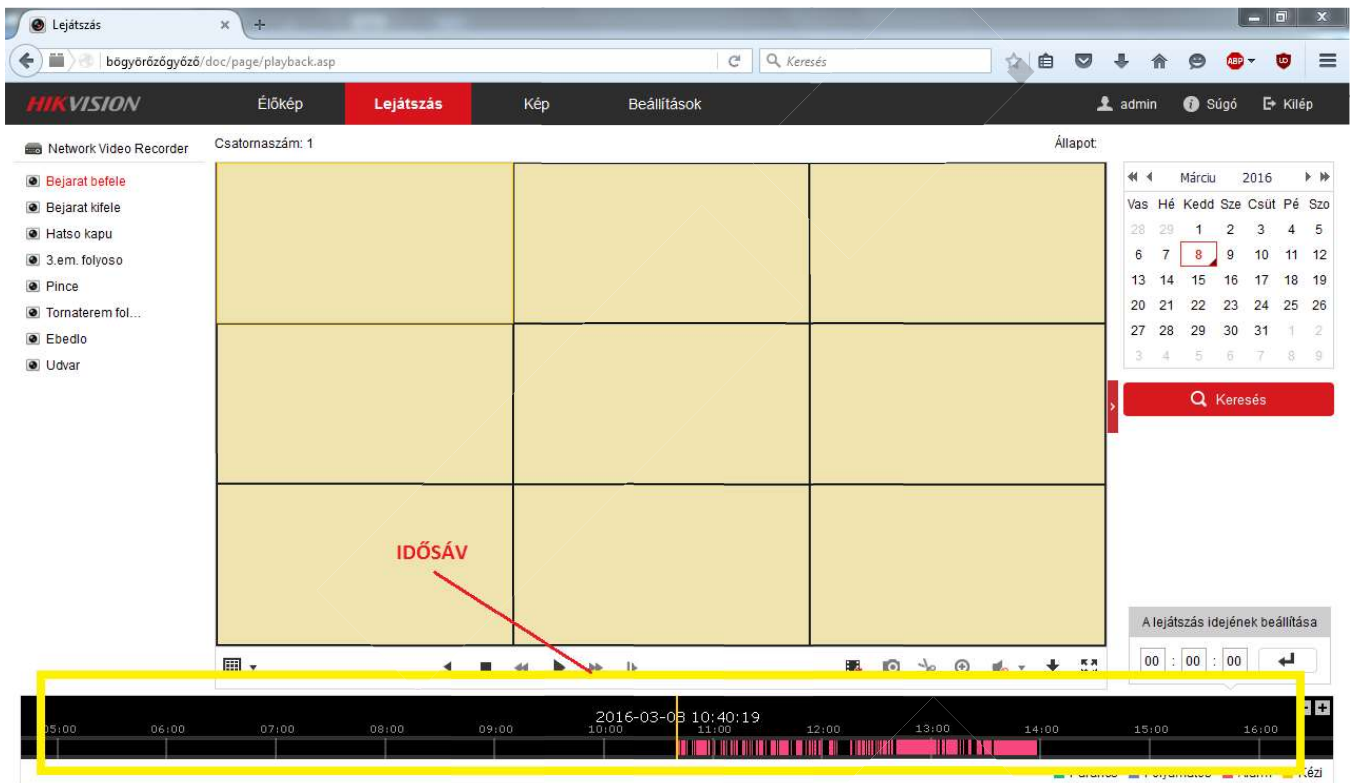 Lejátszás
bögyörőzőgyőző/doc/page/playback.asp
Keresés
ABP
HIKVISION
Élőkép
Lejátszás
Kép
Beállítások
admin
Súgó
Kilép
Network Video Recorder
Csatornaszám: 1
Állapot:
Bejarat befele
Bejarat kifele
Hatso kapu
3.em. folyoso
Pince
Tornaterem fol...
Ebedlo
Udvar
Márciu 2016
Vas Hé Kedd Sze Csüt Pé Szo
28 29 1 2 3 4 5
6 7 8 9 10 11 12
13 14 15 16 17 18 19
20 21 22 23 24 25 26
27 28 29 30 31 1 2
3 4 5 6 7 8 9
Keresés
IDŐSÁV
A lejátszás idejének beállítása
00 : 00 : 00
2016-03-08 10:40:19
05:00 06:00 07:00 08:00 09:00 10:00 11:00 12:00 13:00 14:00 15:00 16:00
Parancs Folyamatos Alarm Kézi